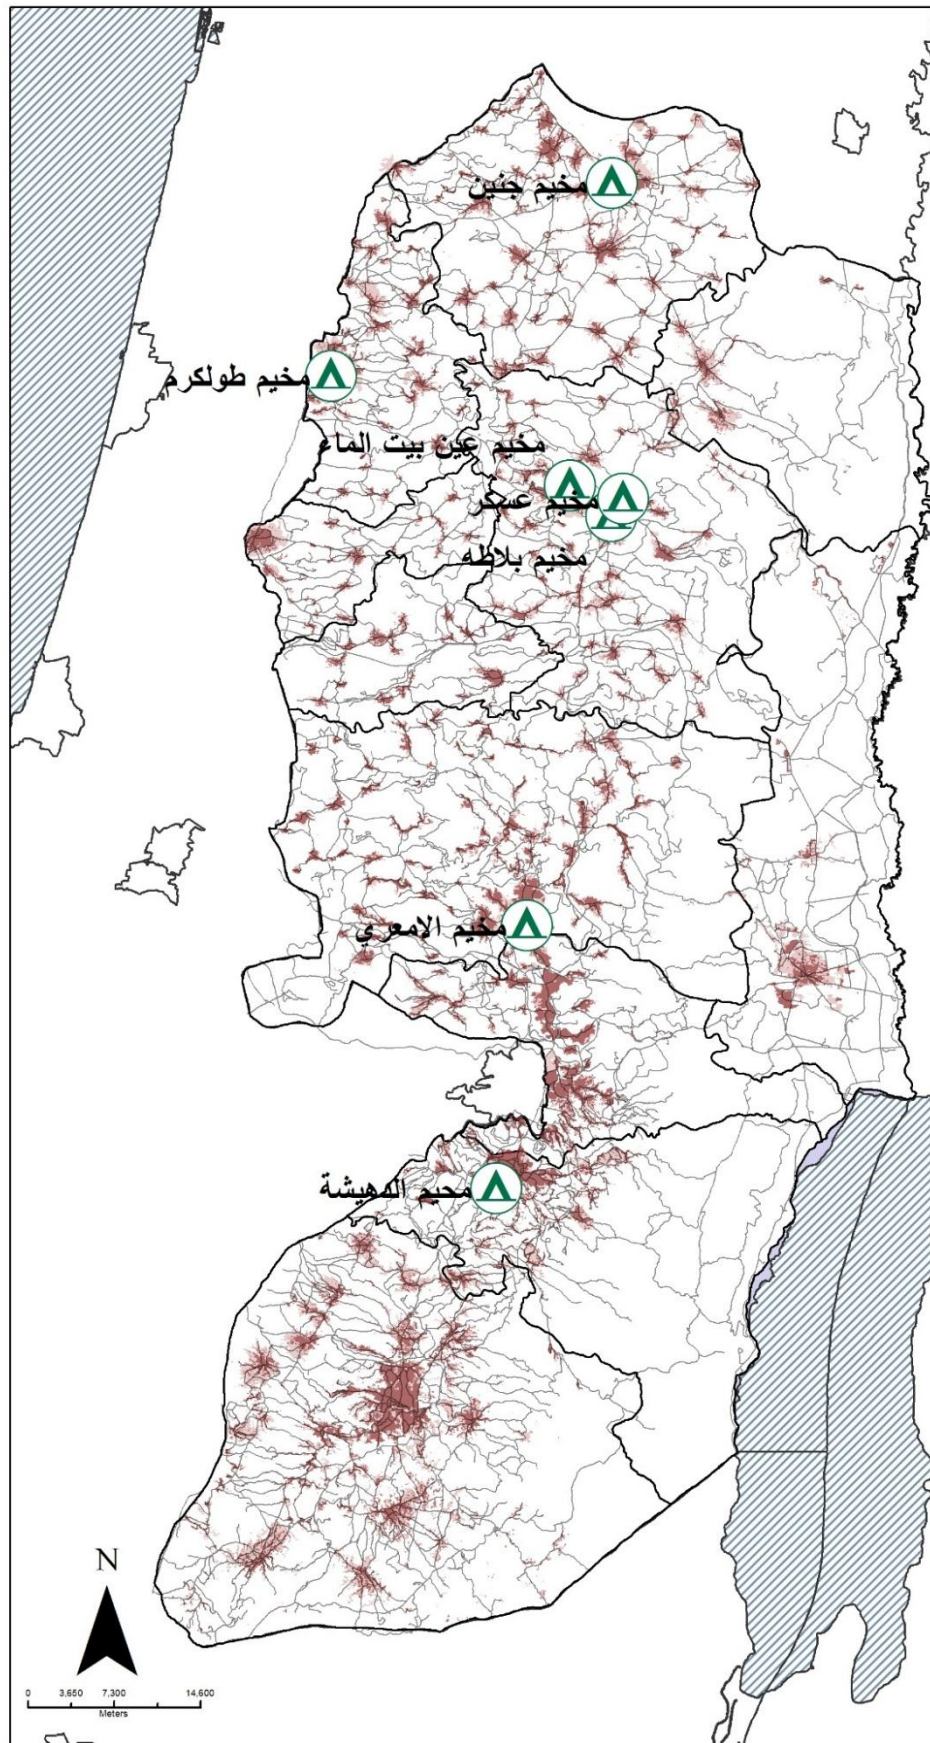 مخيم جنين
مخيم طولكرم
مخيم عين بيت الماء
مخيم عسكر
مخيم بلاطه
مخيم الامعري
مخيم الدهيشة
N
0 3,650 7,300 14,600
Meters